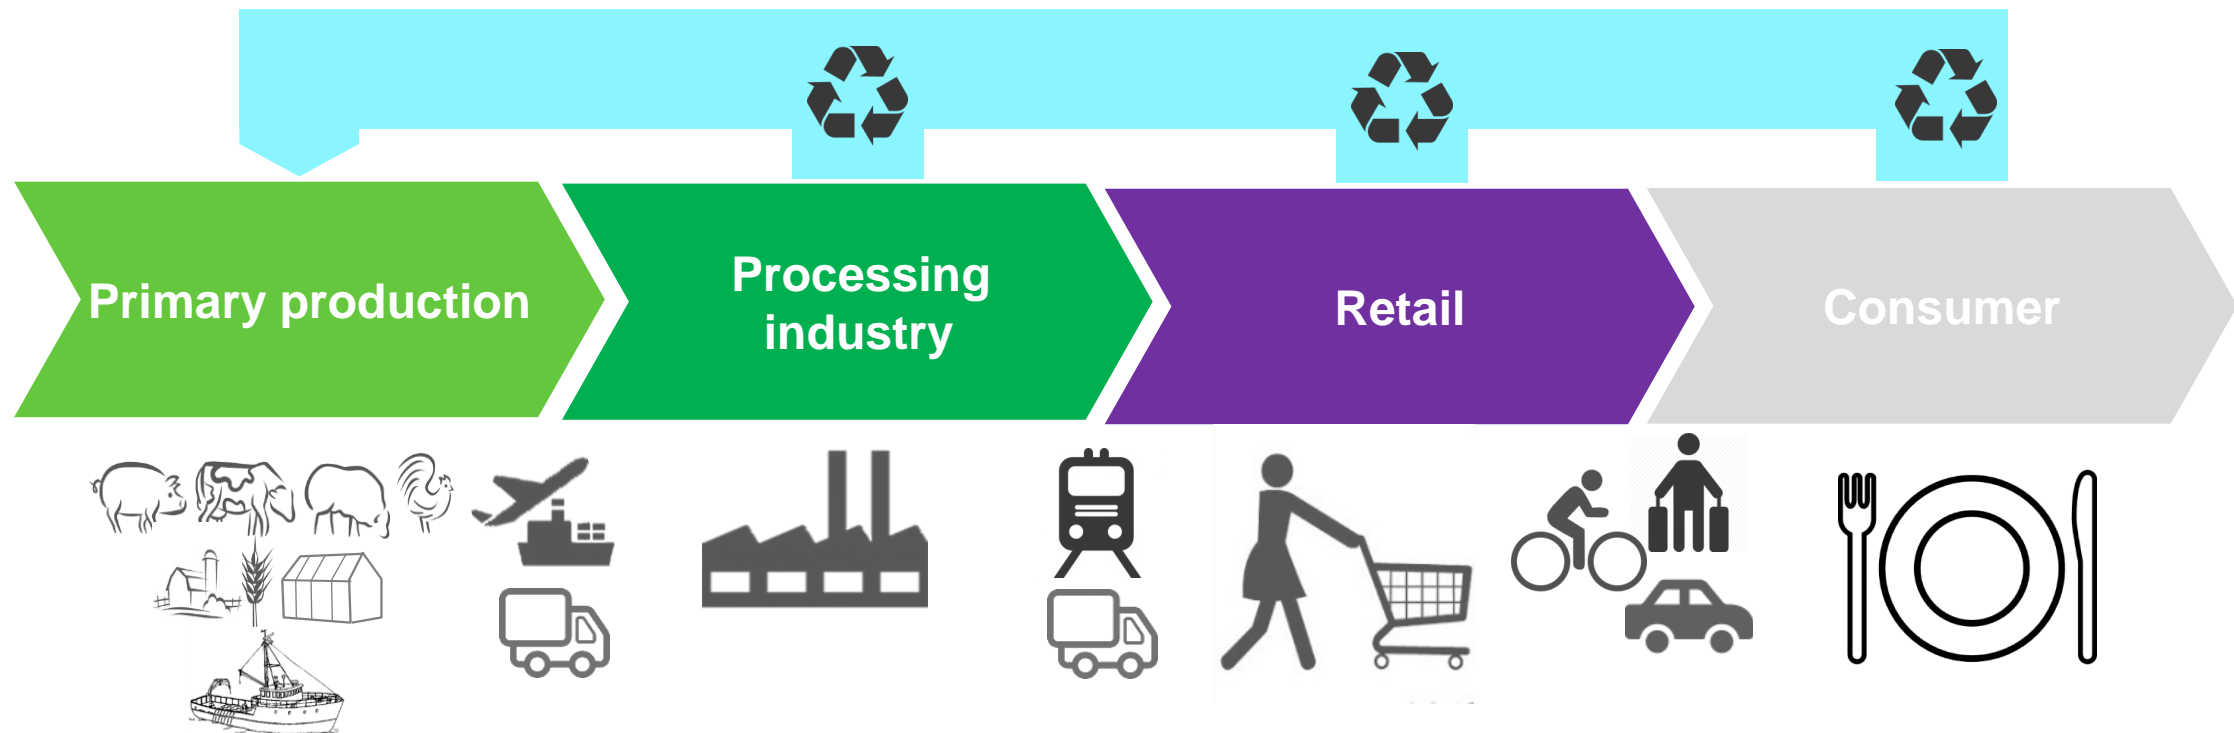 Primary production
Processing
industry
Retail
Consumer